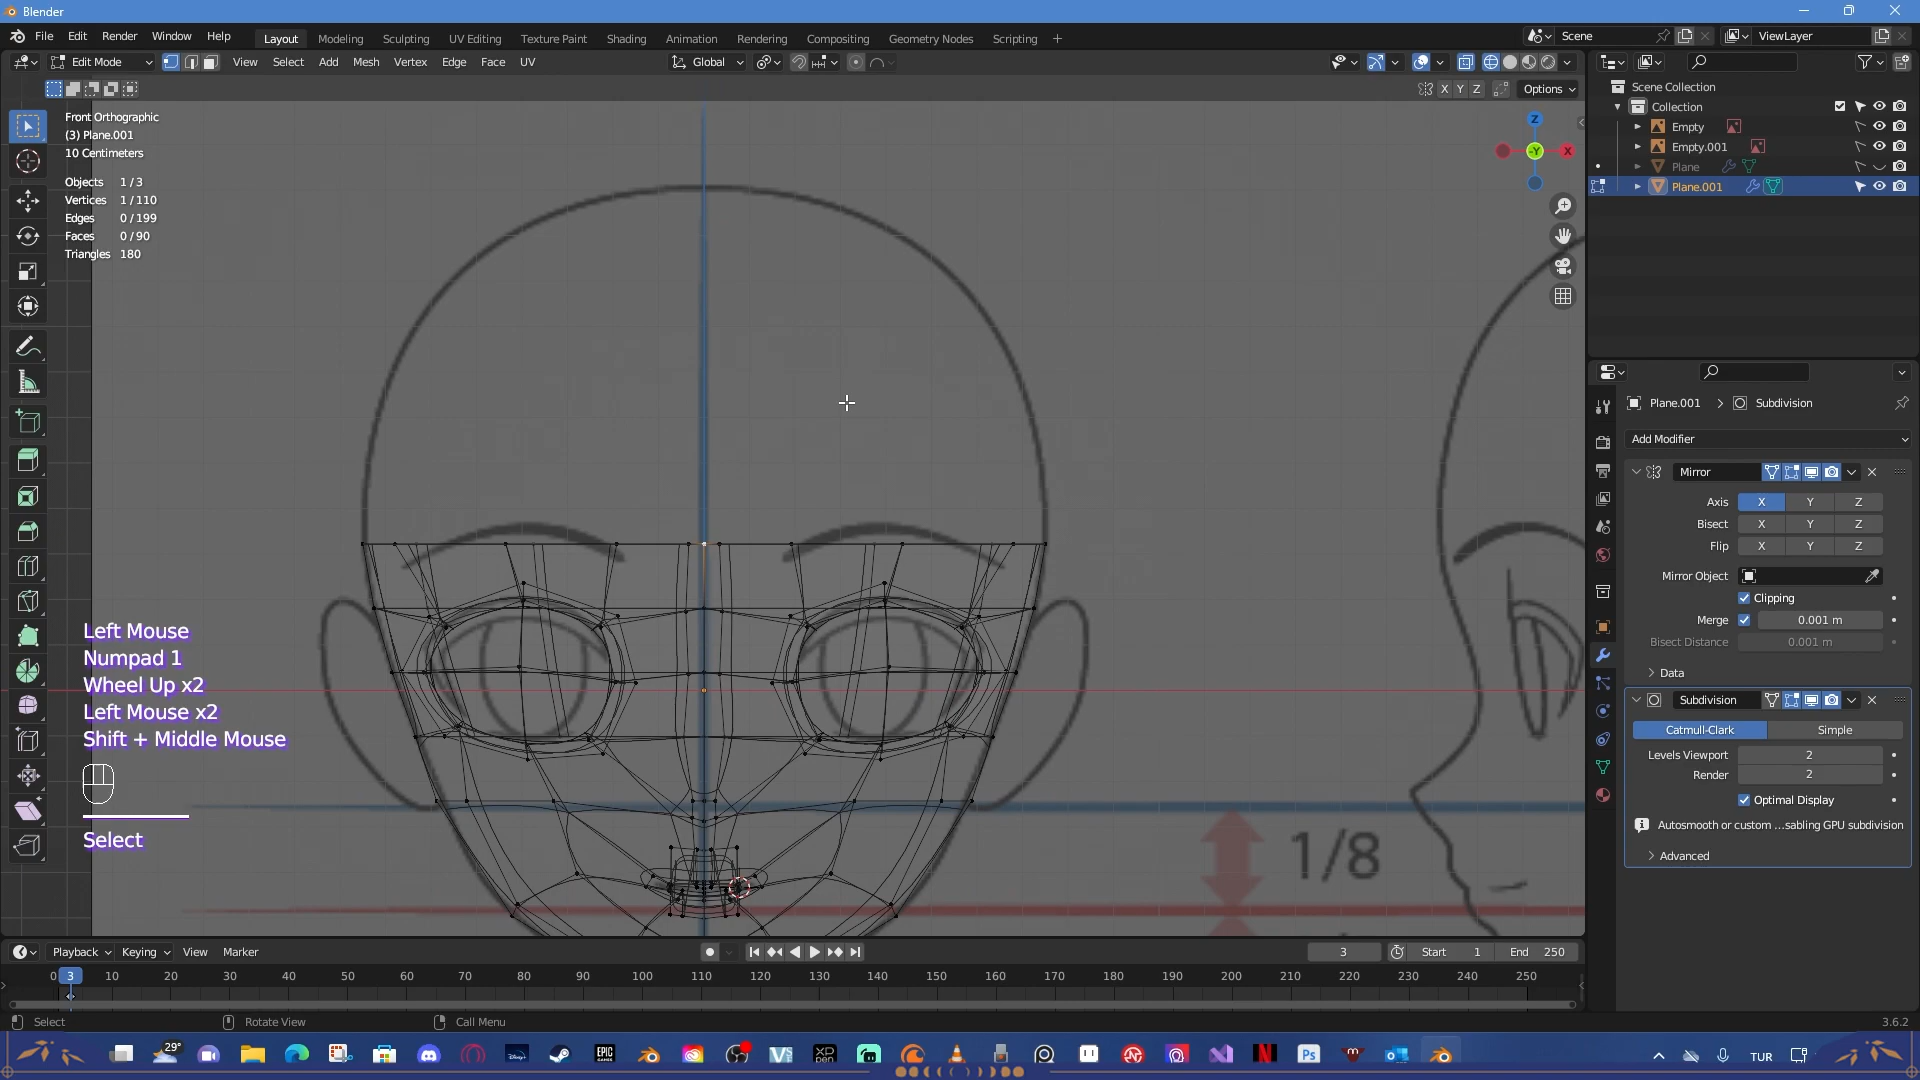 Blender
File Edit Render Window Help
Layout Modeling Sculpting UV Editing Texture Paint Shading Animation Rendering Compositing Geometry Nodes Scripting +
Scene
ViewLayer
Edit Mode View Select Add Mesh Vertex Edge Face UV
Global
X Y Z Options
Front Orthographic
(3) Plane.001
10 Centimeters
Objects 1/3
Vertices 1/110
Edges 0/199
Faces 0/90
Triangles 180
Z
-Y
X
Left Mouse
Numpad 1
Wheel Up x2
Left Mouse x2
Shift + Middle Mouse
Select
1/8
Scene Collection
Collection
Empty
Empty.001
Plane
Plane.001
Plane.001 > Subdivision
Add Modifier
Mirror
Axis X Y Z
Bisect X Y Z
Flip X Y Z
Mirror Object
Clipping
Merge 0.001 m
Bisect Distance 0.001 m
Data
Subdivision
Catmull-Clark Simple
Levels Viewport 2
Render 2
Optimal Display
Autosmooth or custom ...sabling GPU subdivision
Advanced
Playback Keying View Marker
3 Start 1 End 250
0 3 10 20 30 40 50 60 70 80 90 100 110 120 130 140 150 160 170 180 190 200 210 220 230 240 250
Select Rotate View Call Menu 3.6.2
29°
Disney+
EPIC GAMES
XP PEN
Ps
TUR